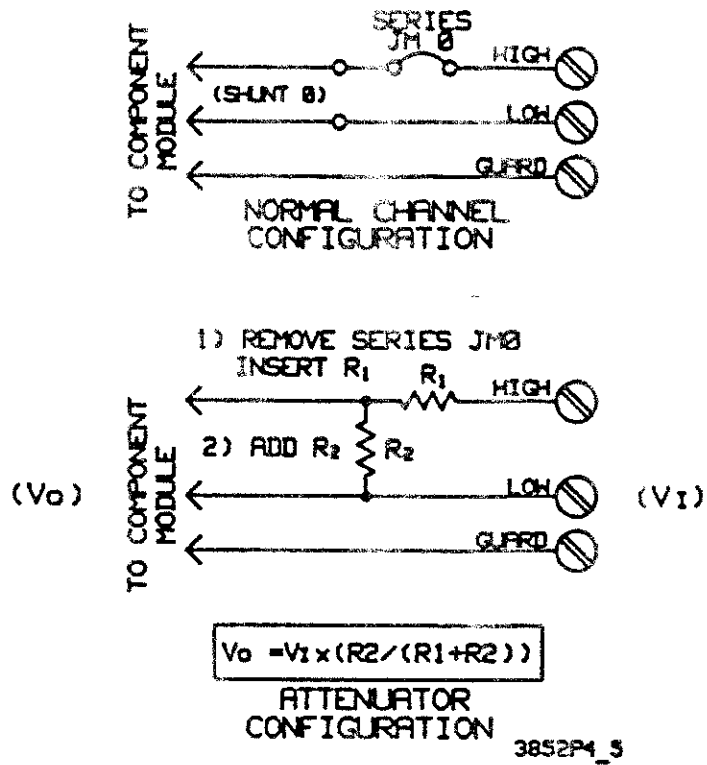 SERIES
JM 0
HIGH
(SHUNT 0)
LOW
GUARD
TO COMPONENT
MODULE
NORMAL CHANNEL
CONFIGURATION
1) REMOVE SERIES JM0
INSERT R₁
R₁
HIGH
2) ADD R₂
R₂
LOW
GUARD
TO COMPONENT
MODULE
(Vo)
(VI)
Vo =VIx(R2/(R1+R2))
ATTENUATOR
CONFIGURATION
3852P4_5